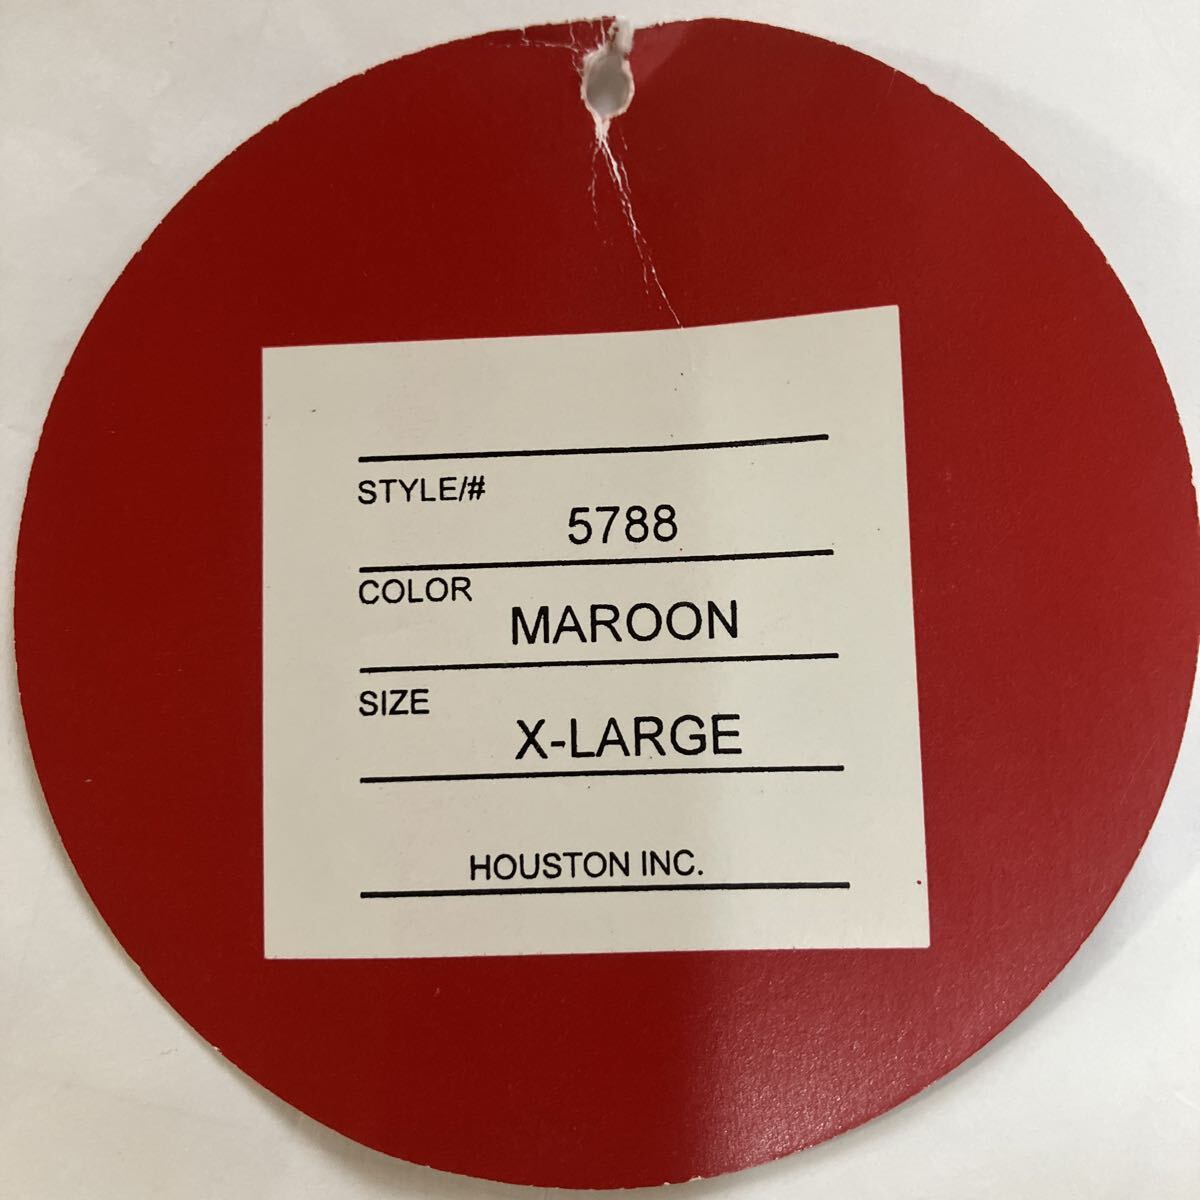 STYLE/#
5788
COLOR
MAROON
SIZE
X-LARGE
HOUSTON INC.